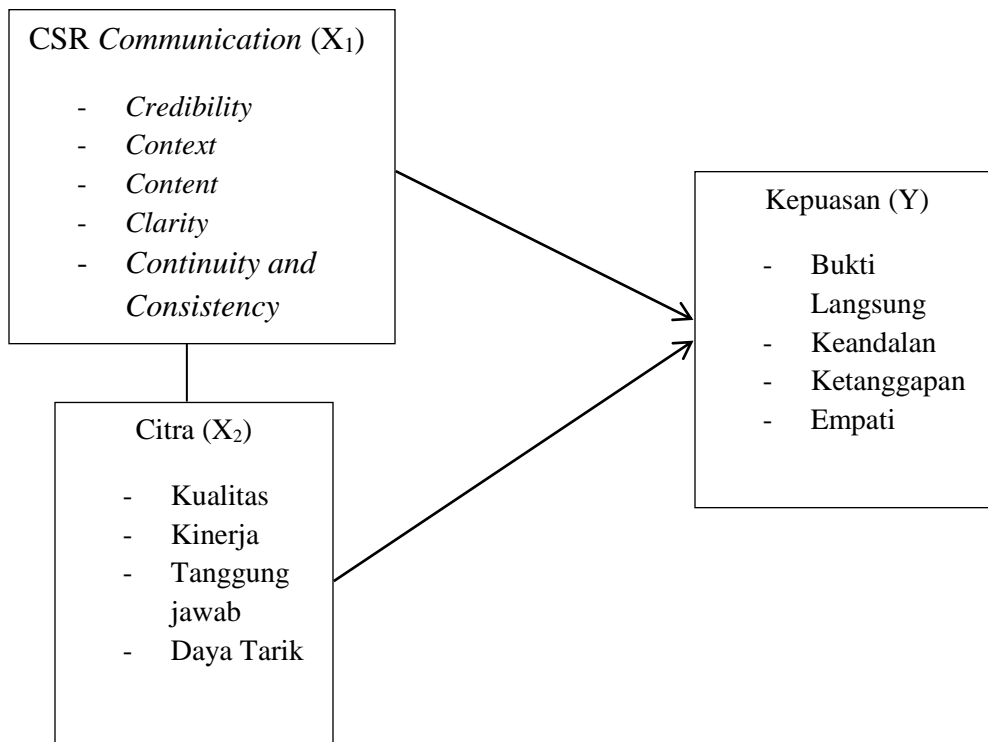 CSR Communication (X₁)
- Credibility
- Context
- Content
- Clarity
- Continuity and
Consistency
Kepuasan (Y)
- Bukti
Langsung
- Keandalan
- Ketanggapan
- Empati
Citra (X₂)
- Kualitas
- Kinerja
- Tanggung
jawab
- Daya Tarik